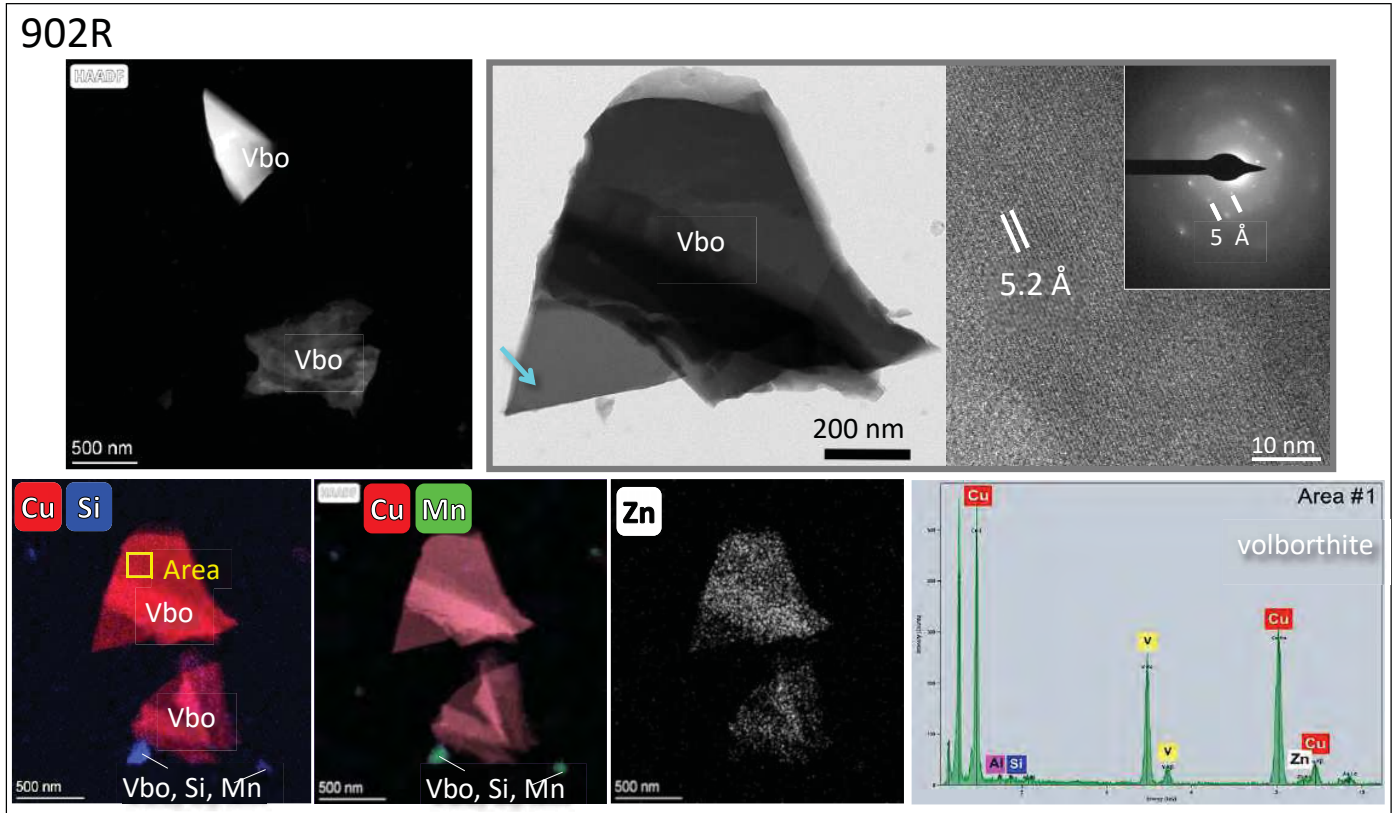 902R
HAADF
Vbo
Vbo
500 nm
Vbo
200 nm
5.2 Å
5 Å
10 nm
Cu Si
Area
Vbo
Vbo
Vbo, Si, Mn
500 nm
HAADF
Cu Mn
Vbo, Si, Mn
500 nm
Zn
500 nm
Area #1
volborthite
Cu
V
V
Cu
Cu
Zn
Al Si